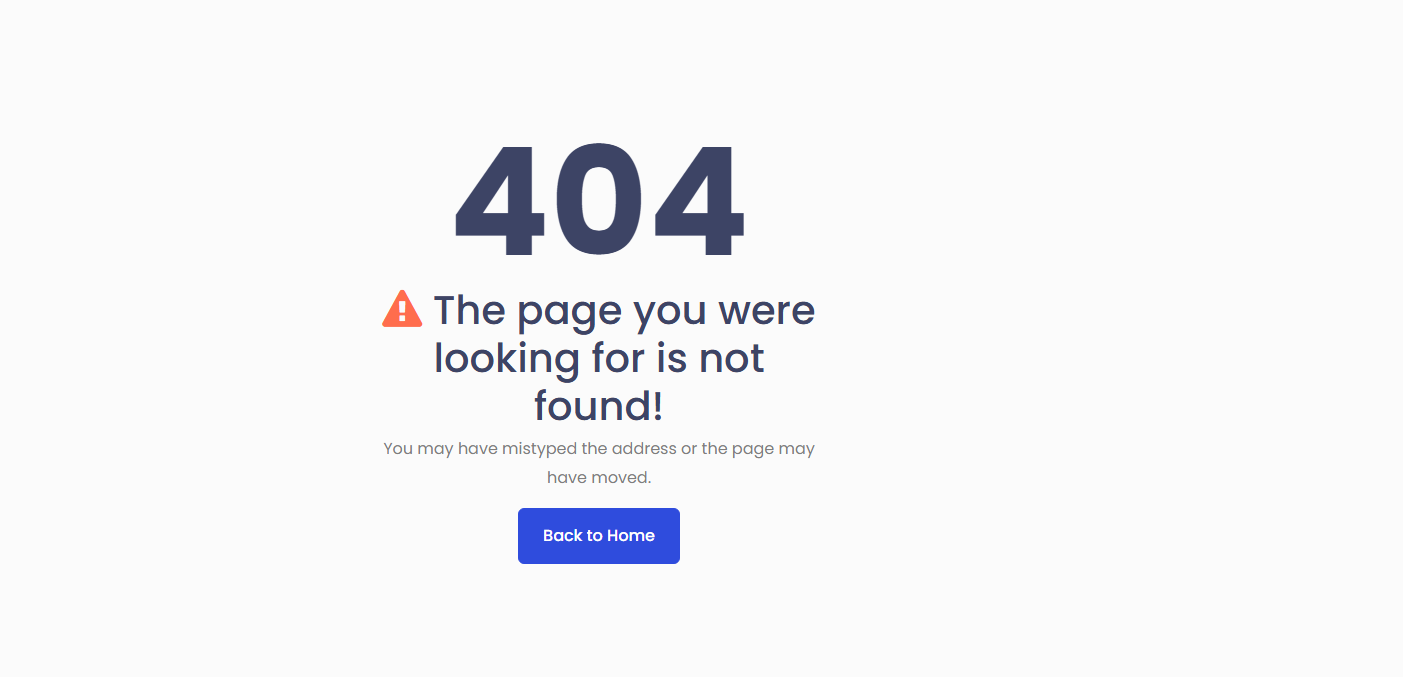 404
The page you were
looking for is not
found!
You may have mistyped the address or the page may
have moved.
Back to Home